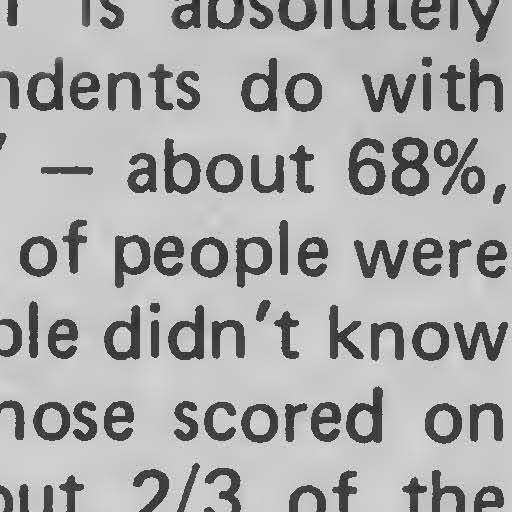 is absolutely
ndents do with
— about 68%,
of people were
ple didn't know
hose scored on
out 2/3 of the